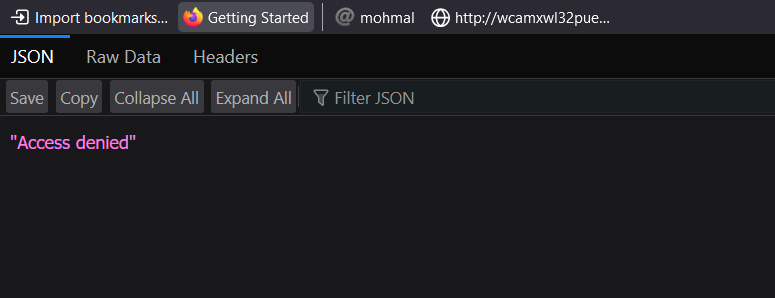 Import bookmarks... Getting Started mohmal http://wcamxwl32pue...
JSON Raw Data Headers
Save Copy Collapse All Expand All Filter JSON
"Access denied"